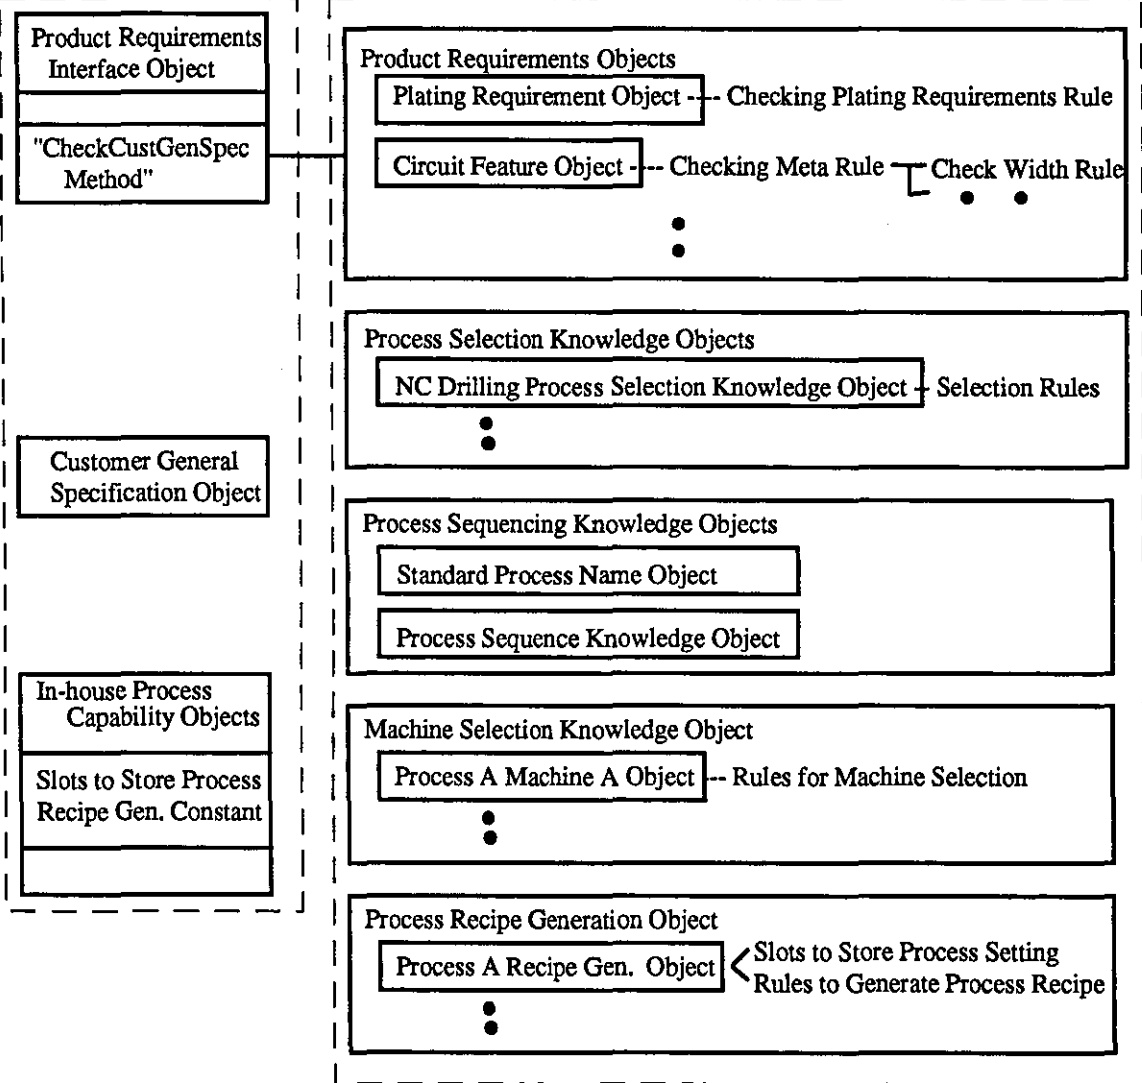 Product Requirements
Interface Object
"CheckCustGenSpec
Method"
Customer General
Specification Object
In-house Process
Capability Objects
Slots to Store Process
Recipe Gen. Constant
Product Requirements Objects
Plating Requirement Object
Checking Plating Requirements Rule
Circuit Feature Object
Checking Meta Rule
Check Width Rule
Process Selection Knowledge Objects
NC Drilling Process Selection Knowledge Object
Selection Rules
Process Sequencing Knowledge Objects
Standard Process Name Object
Process Sequence Knowledge Object
Machine Selection Knowledge Object
Process A Machine A Object
Rules for Machine Selection
Process Recipe Generation Object
Process A Recipe Gen. Object
Slots to Store Process Setting
Rules to Generate Process Recipe